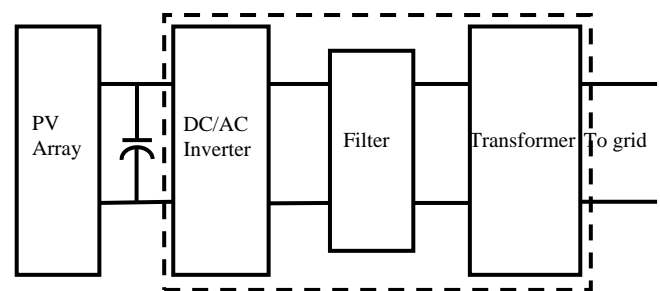 PV
Array
DC/AC
Inverter
Filter
Transformer
To grid